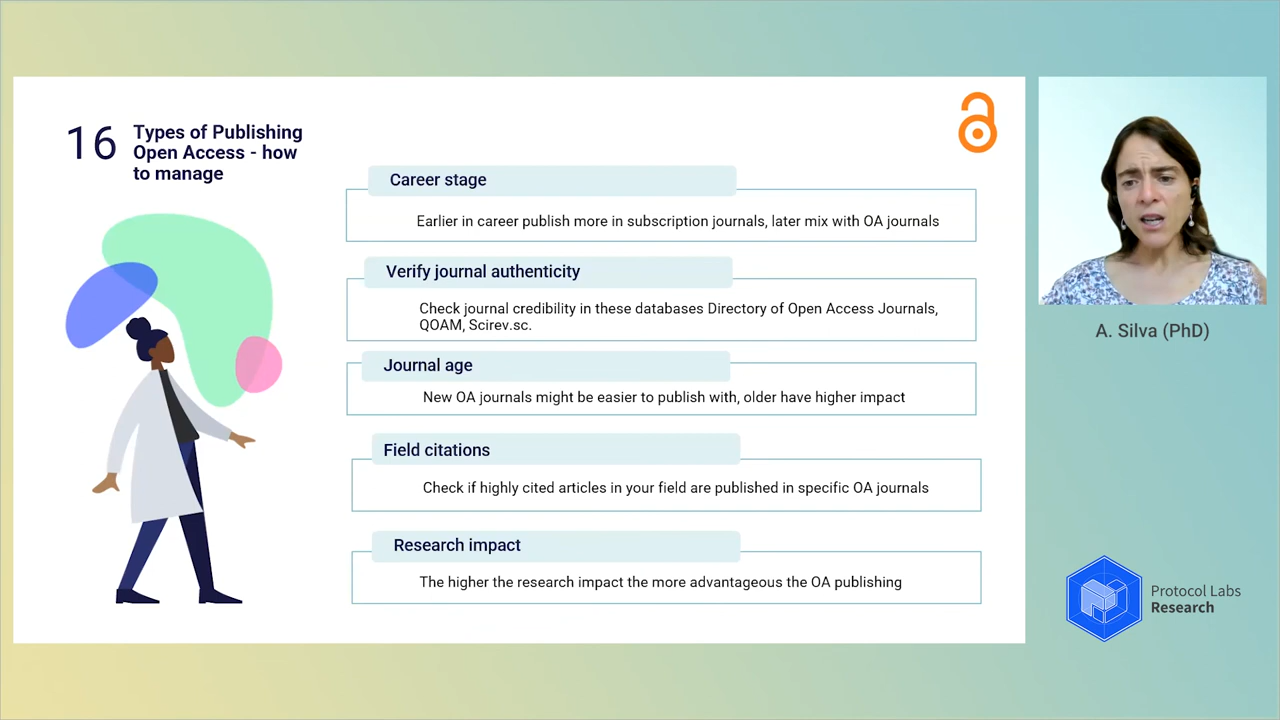 16
Types of Publishing
Open Access - how
to manage
Career stage
Earlier in career publish more in subscription journals, later mix with OA journals
Verify journal authenticity
Check journal credibility in these databases Directory of Open Access Journals,
QOAM, Scirev.sc.
Journal age
New OA journals might be easier to publish with, older have higher impact
Field citations
Check if highly cited articles in your field are published in specific OA journals
Research impact
The higher the research impact the more advantageous the OA publishing
A. Silva (PhD)
Protocol Labs
Research